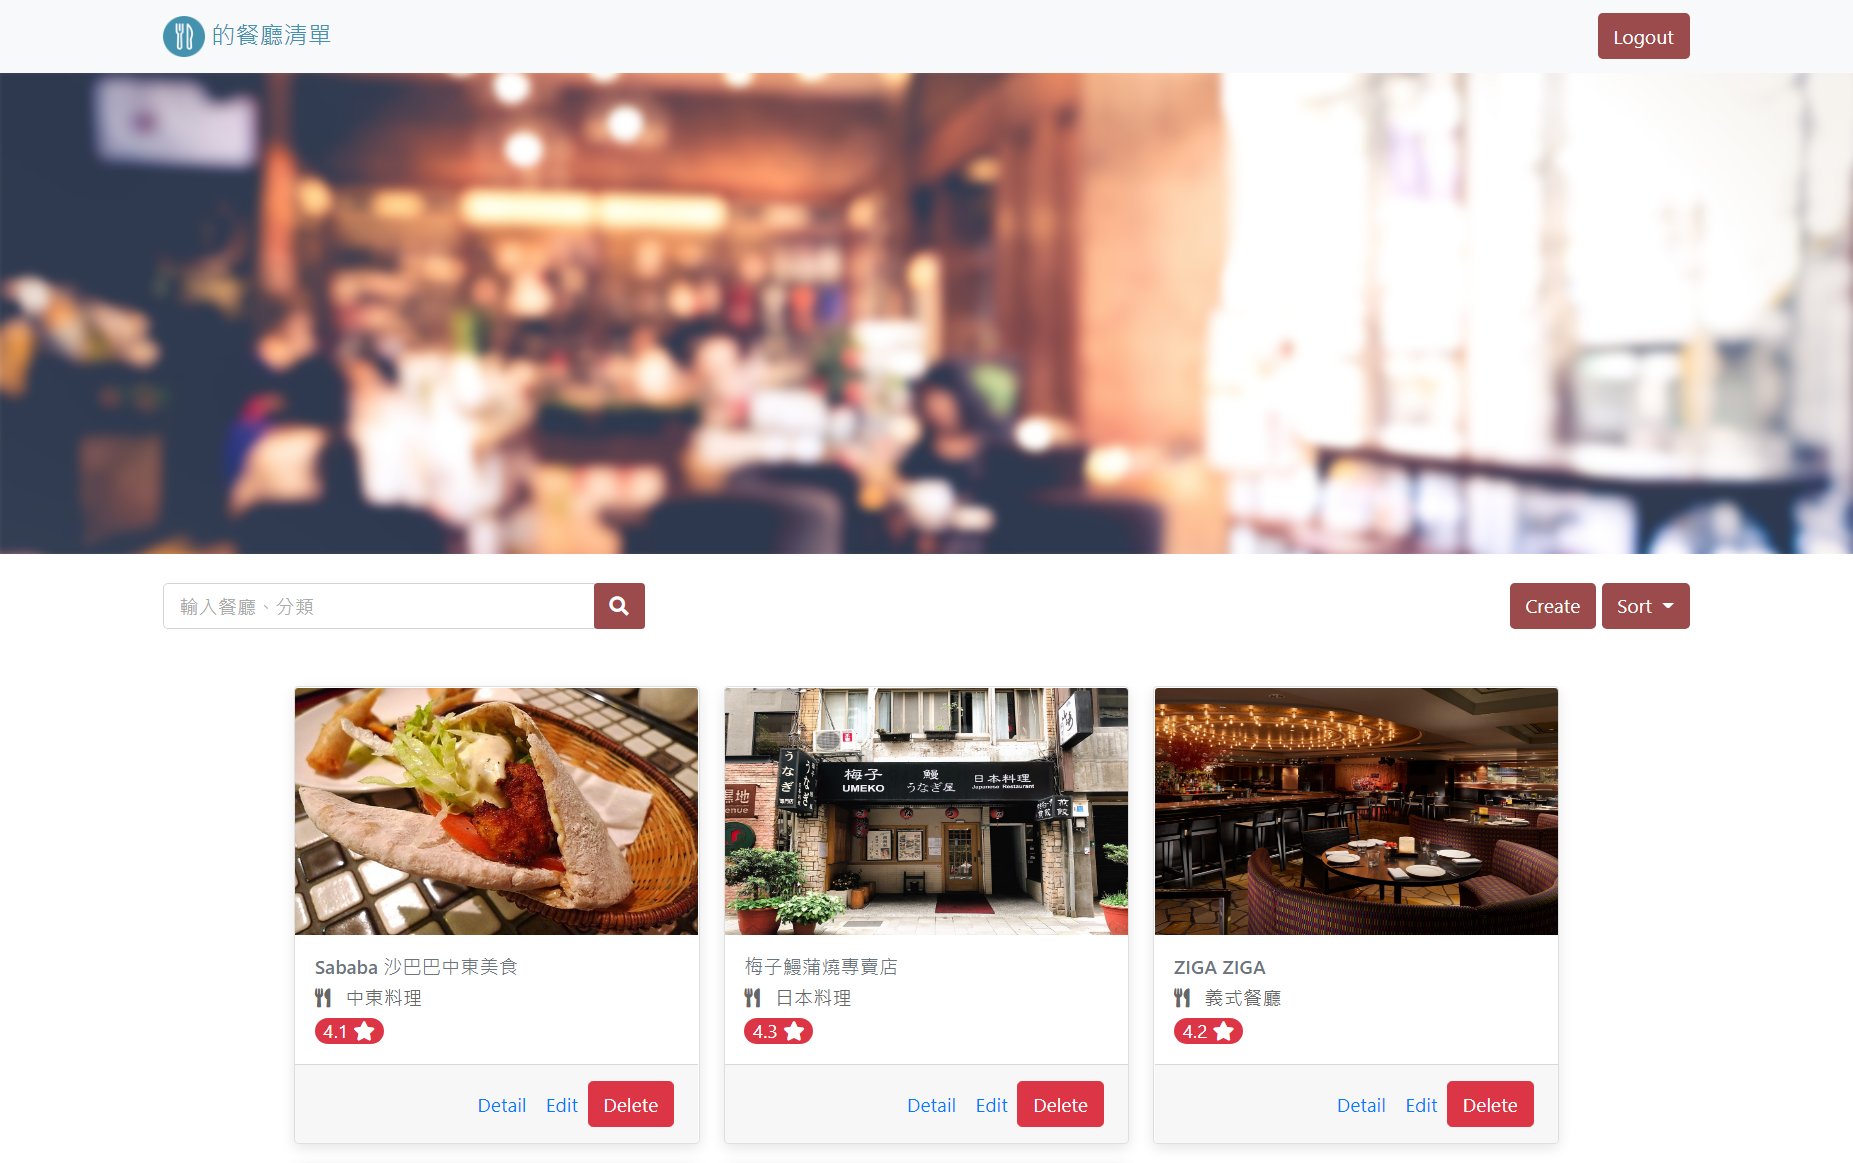 的餐廳清單
Logout
輸入餐廳、分類
Create
Sort
梅子
UMEKO
鰻
うなぎ屋
日本料理
Japanese Restaurant
うなぎ
Sababa 沙巴巴中東美食
中東料理
4.1
Detail
Edit
Delete
梅子鰻蒲燒專賣店
日本料理
4.3
Detail
Edit
Delete
ZIGA ZIGA
義式餐廳
4.2
Detail
Edit
Delete